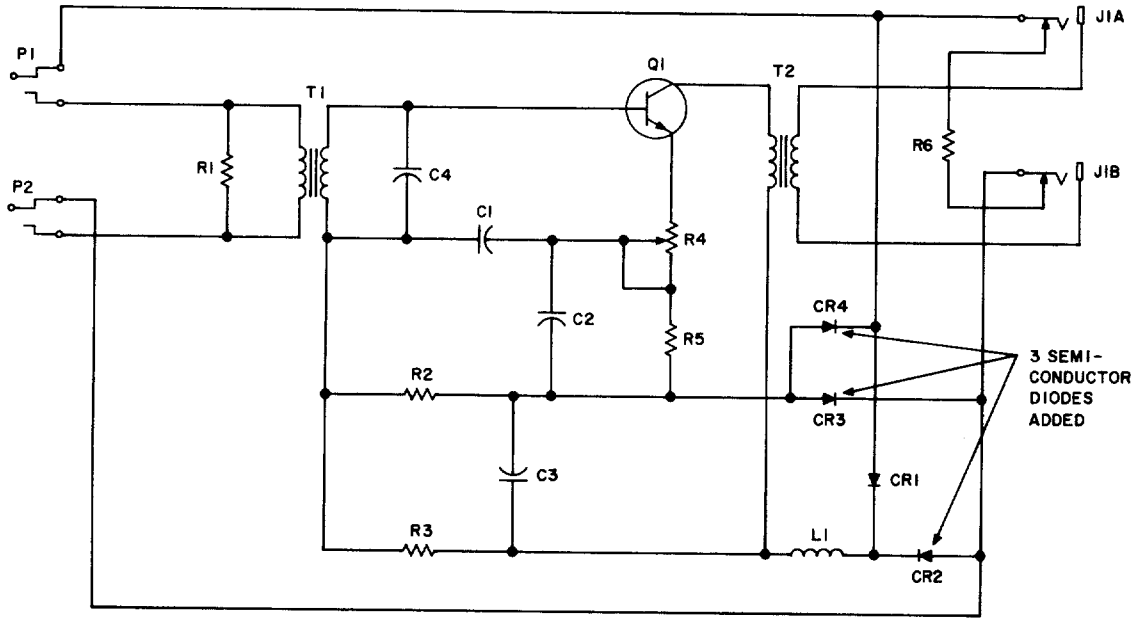 J1A
P1
Q1
T2
T1
R6
R1
C4
P2
J1B
C1
R4
CR4
C2
R5
3 SEMI-
CONDUCTOR
DIODES
ADDED
R2
CR3
C3
CR1
R3
L1
CR2